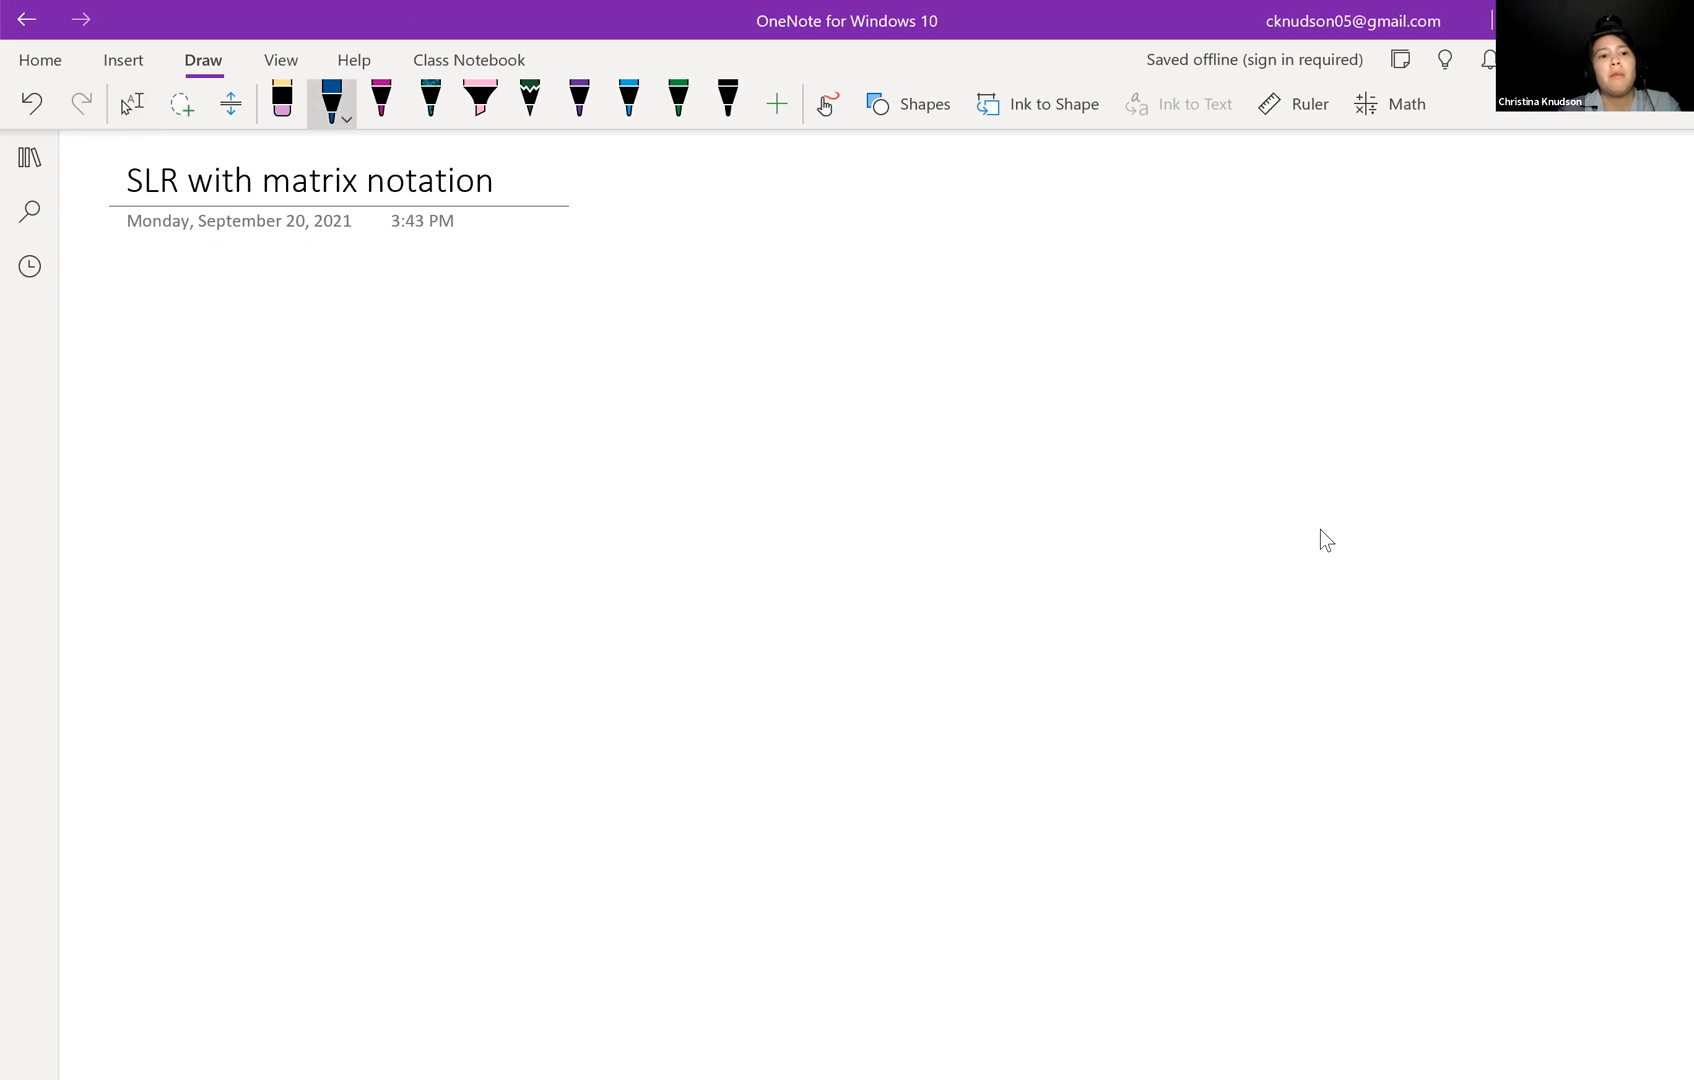 OneNote for Windows 10
cknudson05@gmail.com
Home Insert Draw View Help Class Notebook
Saved offline (sign in required)
Shapes Ink to Shape Ink to Text Ruler Math
Christina Knudson
SLR with matrix notation
Monday, September 20, 2021 3:43 PM